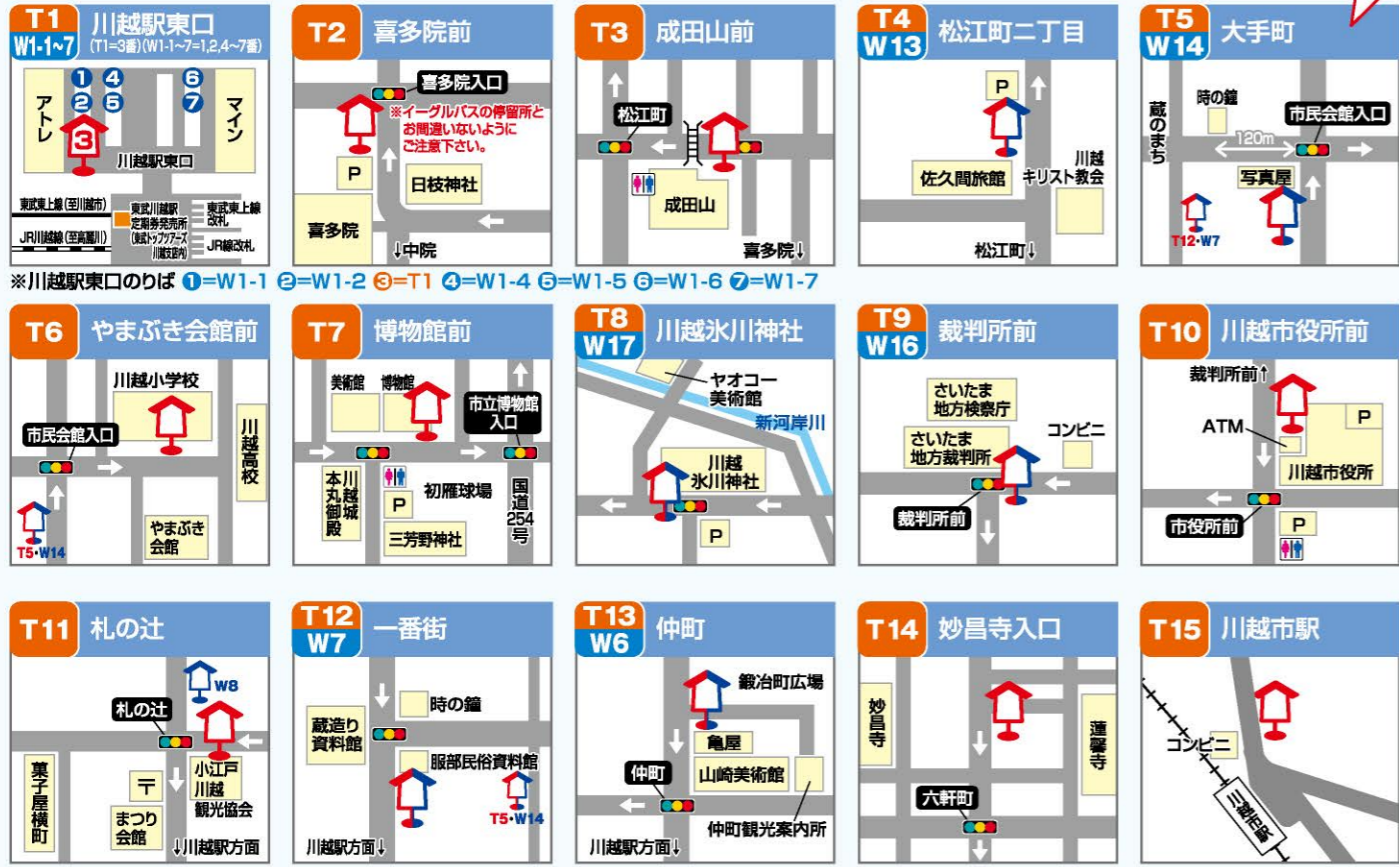 T1
W1-1~7
川越駅東口
(T1=3番)(W1-1~7=1,2,4~7番)
アトレ
①
②
④
⑤
⑥
⑦
3
マイン
川越駅東口
東武東上線(至川越市)
JR川越線(至高麗川)
東武川越駅
定期券発売所
(東武トップツアーズ
川越支店内)
東武東上線
改札
JR線改札
T2
喜多院前
喜多院入口
※イーグルバスの停留所と
お間違いないように
ご注意下さい。
P
日枝神社
喜多院
↓中院
T3
成田山前
松江町
成田山
喜多院↓
T4
W13
松江町二丁目
P
佐久間旅館
川越
キリスト教会
松江町↓
T5
W14
大手町
蔵のまち
時の鐘
市民会館入口
120m
写真屋
T12・W7
※川越駅東口のりば ①=W1-1 ②=W1-2 ③=T1 ④=W1-4 ⑤=W1-5 ⑥=W1-6 ⑦=W1-7
T6
やまぶき会館前
川越小学校
市民会館入口
川越高校
やまぶき
会館
T5・W14
T7
博物館前
美術館
博物館
市立博物館
入口
川越城
本丸御殿
P
初雁球場
三芳野神社
国道
254
号
T8
W17
川越氷川神社
ヤオコー
美術館
新河岸川
川越
氷川神社
P
T9
W16
裁判所前
さいたま
地方検察庁
さいたま
地方裁判所
コンビニ
裁判所前
T10
川越市役所前
裁判所前↑
ATM
P
川越市役所
市役所前
P
T11
札の辻
W8
札の辻
菓子屋横町
〒
まつり
会館
小江戸
川越
観光協会
↓川越駅方面
T12
W7
一番街
時の鐘
蔵造り
資料館
服部民俗資料館
T5・W14
川越駅方面↓
T13
W6
仲町
鍛冶町広場
亀屋
山崎美術館
仲町
仲町観光案内所
川越駅方面↓
T14
妙昌寺入口
妙昌寺
蓮馨寺
六軒町
T15
川越市駅
コンビニ
川越市駅